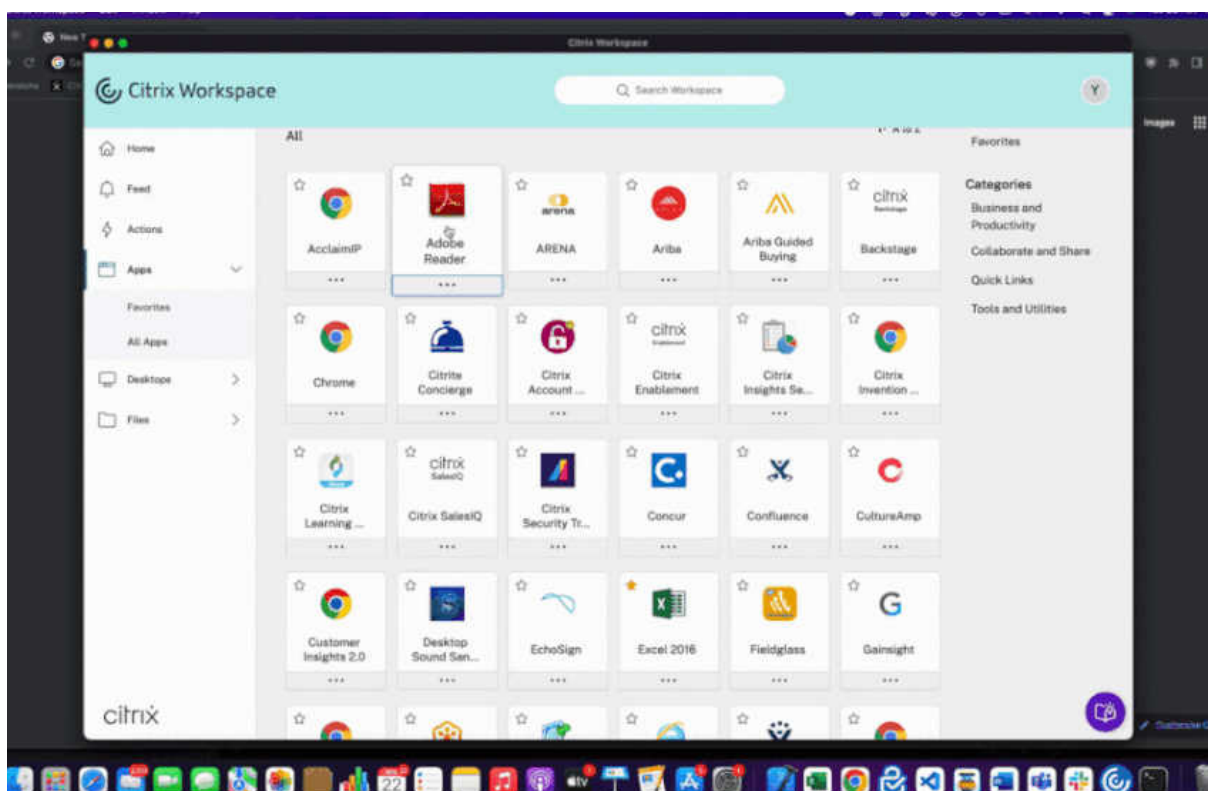 Citrix Workspace
Citrix Workspace
Search Workspace
Y
Home
Feed
Actions
Apps
Favorites
All Apps
Desktops
Files
citrix
All
AcclaimIP
Adobe
Reader
arena
ARENA
Ariba
Ariba Guided
Buying
citrix
Backstage
Chrome
Citrite
Concierge
Citrix
Account ...
citrix
Citrix
Enablement
Citrix
Insights Se...
Citrix
Invention ...
Citrix
Learning ...
citrix
SalesIQ
Citrix SalesIQ
Citrix
Security Tr...
Concur
Confluence
CultureAmp
Customer
Insights 2.0
Desktop
Sound San...
EchoSign
Excel 2016
Fieldglass
Gainsight
Favorites
Categories
Business and
Productivity
Collaborate and Share
Quick Links
Tools and Utilities
Images
22
tv